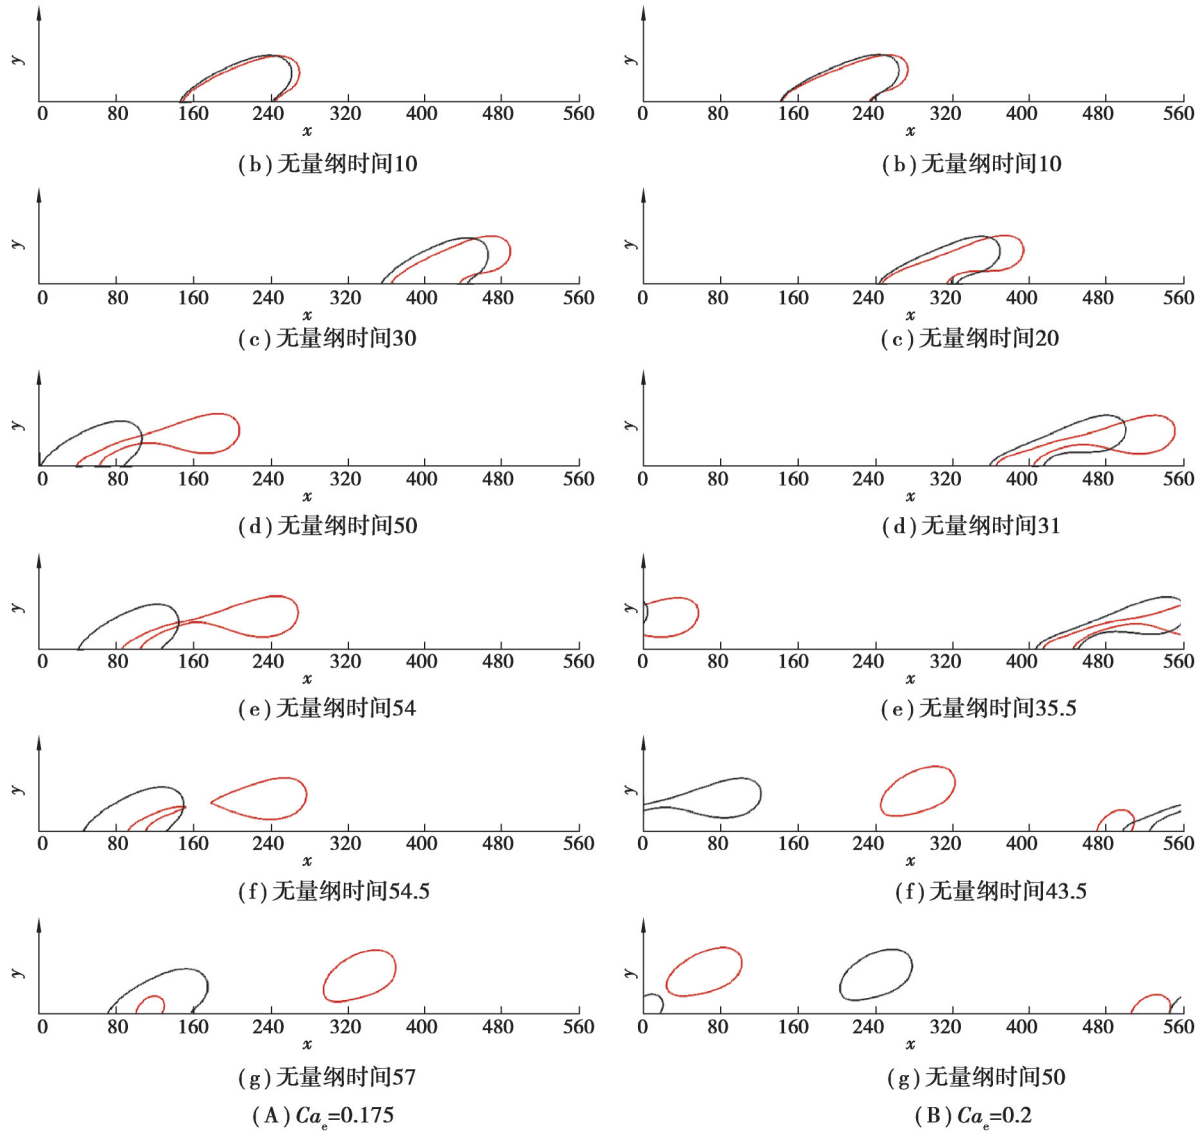 y
y
0 80 160 240 320 400 480 560
0 80 160 240 320 400 480 560
x
x
(b)无量纲时间10
(b)无量纲时间10
y
y
0 80 160 240 320 400 480 560
0 80 160 240 320 400 480 560
x
x
(c)无量纲时间30
(c)无量纲时间20
y
y
0 80 160 240 320 400 480 560
0 80 160 240 320 400 480 560
x
x
(d)无量纲时间50
(d)无量纲时间31
y
y
0 80 160 240 320 400 480 560
0 80 160 240 320 400 480 560
x
x
(e)无量纲时间54
(e)无量纲时间35.5
y
y
0 80 160 240 320 400 480 560
0 80 160 240 320 400 480 560
x
x
(f)无量纲时间54.5
(f)无量纲时间43.5
y
y
0 80 160 240 320 400 480 560
0 80 160 240 320 400 480 560
x
x
(g)无量纲时间57
(g)无量纲时间50
(A)Cae=0.175
(B)Cae=0.2